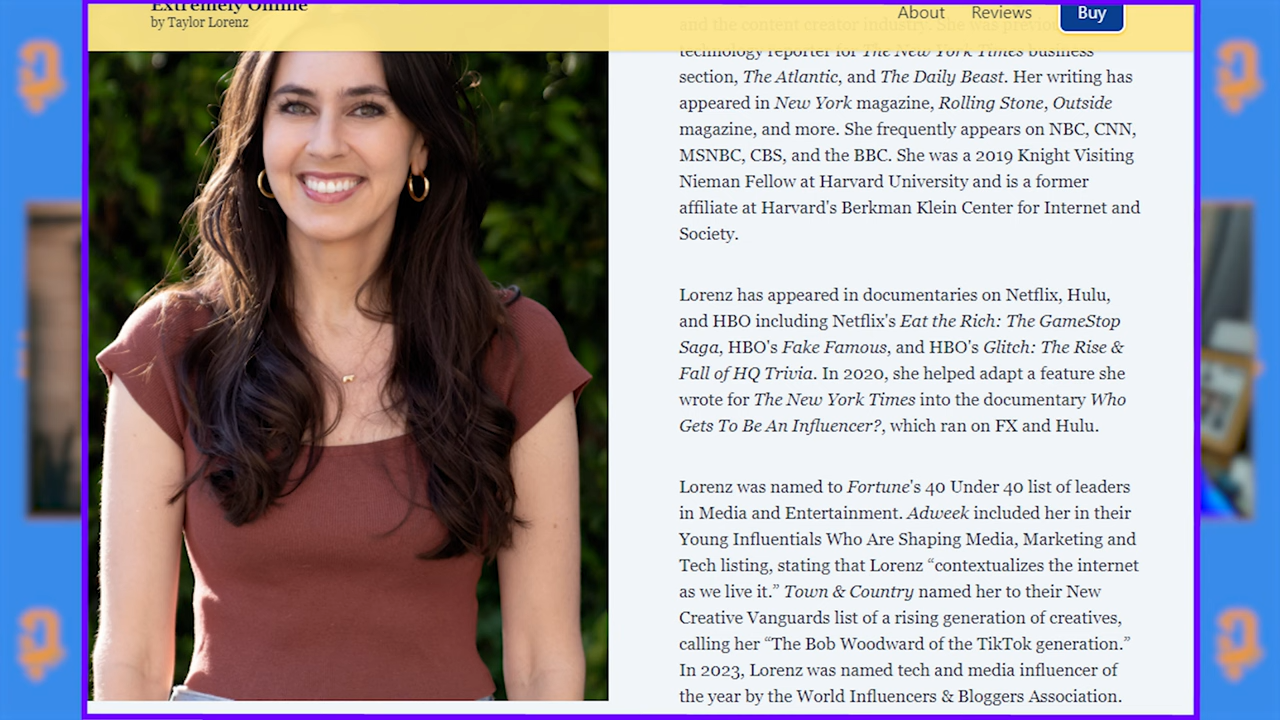 Extremely Online
by Taylor Lorenz
About Reviews Buy
and the content creator industry. She was
technology reporter for The New York Times business
section, The Atlantic, and The Daily Beast. Her writing has
appeared in New York magazine, Rolling Stone, Outside
magazine, and more. She frequently appears on NBC, CNN,
MSNBC, CBS, and the BBC. She was a 2019 Knight Visiting
Nieman Fellow at Harvard University and is a former
affiliate at Harvard's Berkman Klein Center for Internet and
Society.
Lorenz has appeared in documentaries on Netflix, Hulu,
and HBO including Netflix's Eat the Rich: The GameStop
Saga, HBO's Fake Famous, and HBO's Glitch: The Rise &
Fall of HQ Trivia. In 2020, she helped adapt a feature she
wrote for The New York Times into the documentary Who
Gets To Be An Influencer?, which ran on FX and Hulu.
Lorenz was named to Fortune's 40 Under 40 list of leaders
in Media and Entertainment. Adweek included her in their
Young Influentials Who Are Shaping Media, Marketing and
Tech listing, stating that Lorenz “contextualizes the internet
as we live it.” Town & Country named her to their New
Creative Vanguards list of a rising generation of creatives,
calling her “The Bob Woodward of the TikTok generation.”
In 2023, Lorenz was named tech and media influencer of
the year by the World Influencers & Bloggers Association.